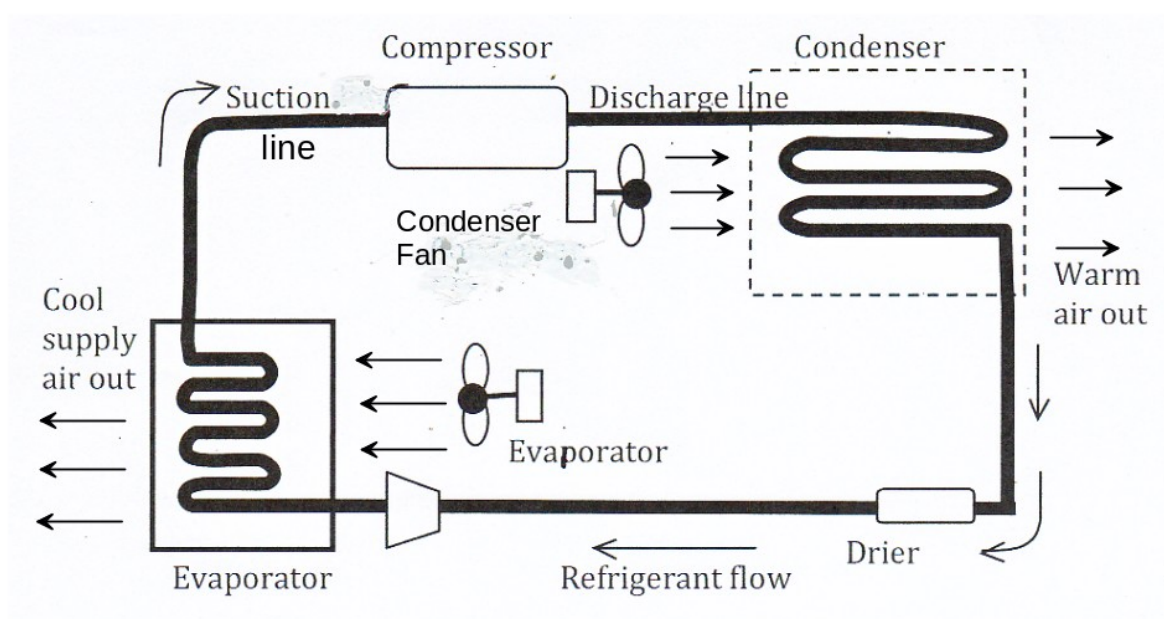 Compressor
Condenser
Suction
line
Discharge line
Condenser
Fan
Warm
air out
Cool
supply
air out
Evaporator
Evaporator
Refrigerant flow
Drier